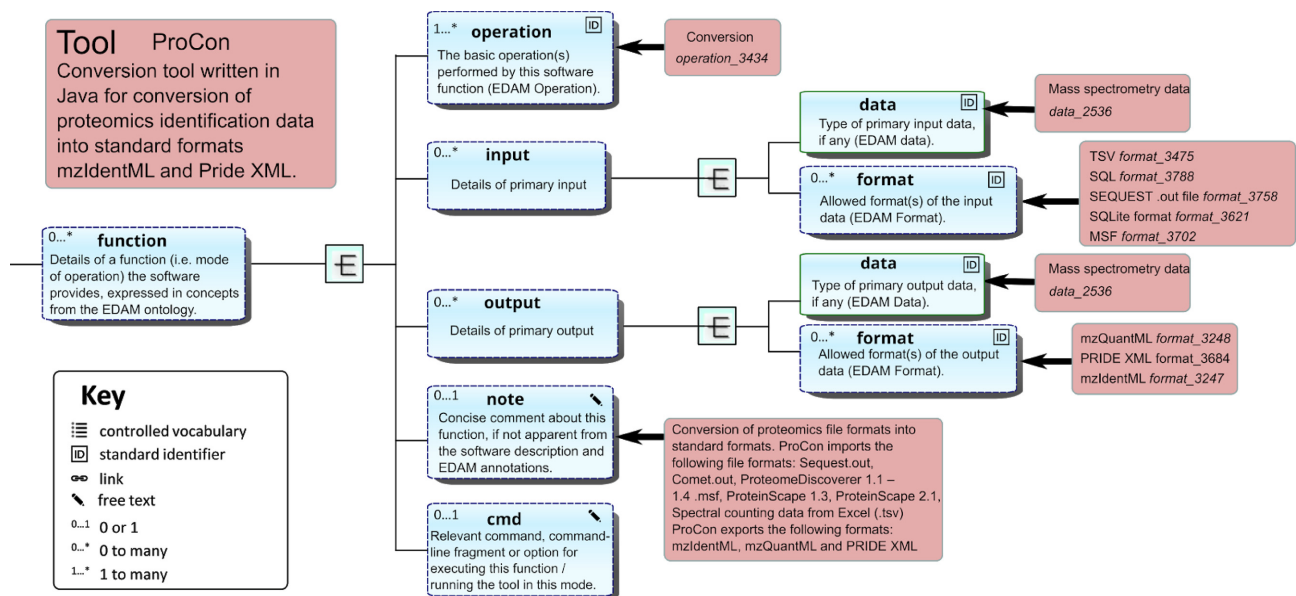 Tool ProCon
Conversion tool written in
Java for conversion of
proteomics identification data
into standard formats
mzIdentML and Pride XML.
0...*
function
Details of a function (i.e. mode
of operation) the software
provides, expressed in concepts
from the EDAM ontology.
1...*
operation
ID
The basic operation(s)
performed by this software
function (EDAM Operation).
Conversion
operation_3434
0...*
input
Details of primary input
data
ID
Type of primary input data,
if any (EDAM data).
Mass spectrometry data
data_2536
0...*
format
ID
Allowed format(s) of the input
data (EDAM Format).
TSV format_3475
SQL format_3788
SEQUEST .out file format_3758
SQLite format format_3621
MSF format_3702
0...*
output
Details of primary output
data
ID
Type of primary output data,
if any (EDAM Data).
Mass spectrometry data
data_2536
0...*
format
ID
Allowed format(s) of the output
data (EDAM Format).
mzQuantML format_3248
PRIDE XML format_3684
mzIdentML format_3247
0...1
note
Concise comment about this
function, if not apparent from
the software description and
EDAM annotations.
Conversion of proteomics file formats into
standard formats. ProCon imports the
following file formats: Sequest.out,
Comet.out, ProteomeDiscoverer 1.1 –
1.4 .msf, ProteinScape 1.3, ProteinScape 2.1,
Spectral counting data from Excel (.tsv)
ProCon exports the following formats:
mzIdentML, mzQuantML and PRIDE XML
0...1
cmd
Relevant command, command-
line fragment or option for
executing this function /
running the tool in this mode.
Key
controlled vocabulary
ID standard identifier
link
free text
0...1 0 or 1
0...* 0 to many
1...* 1 to many